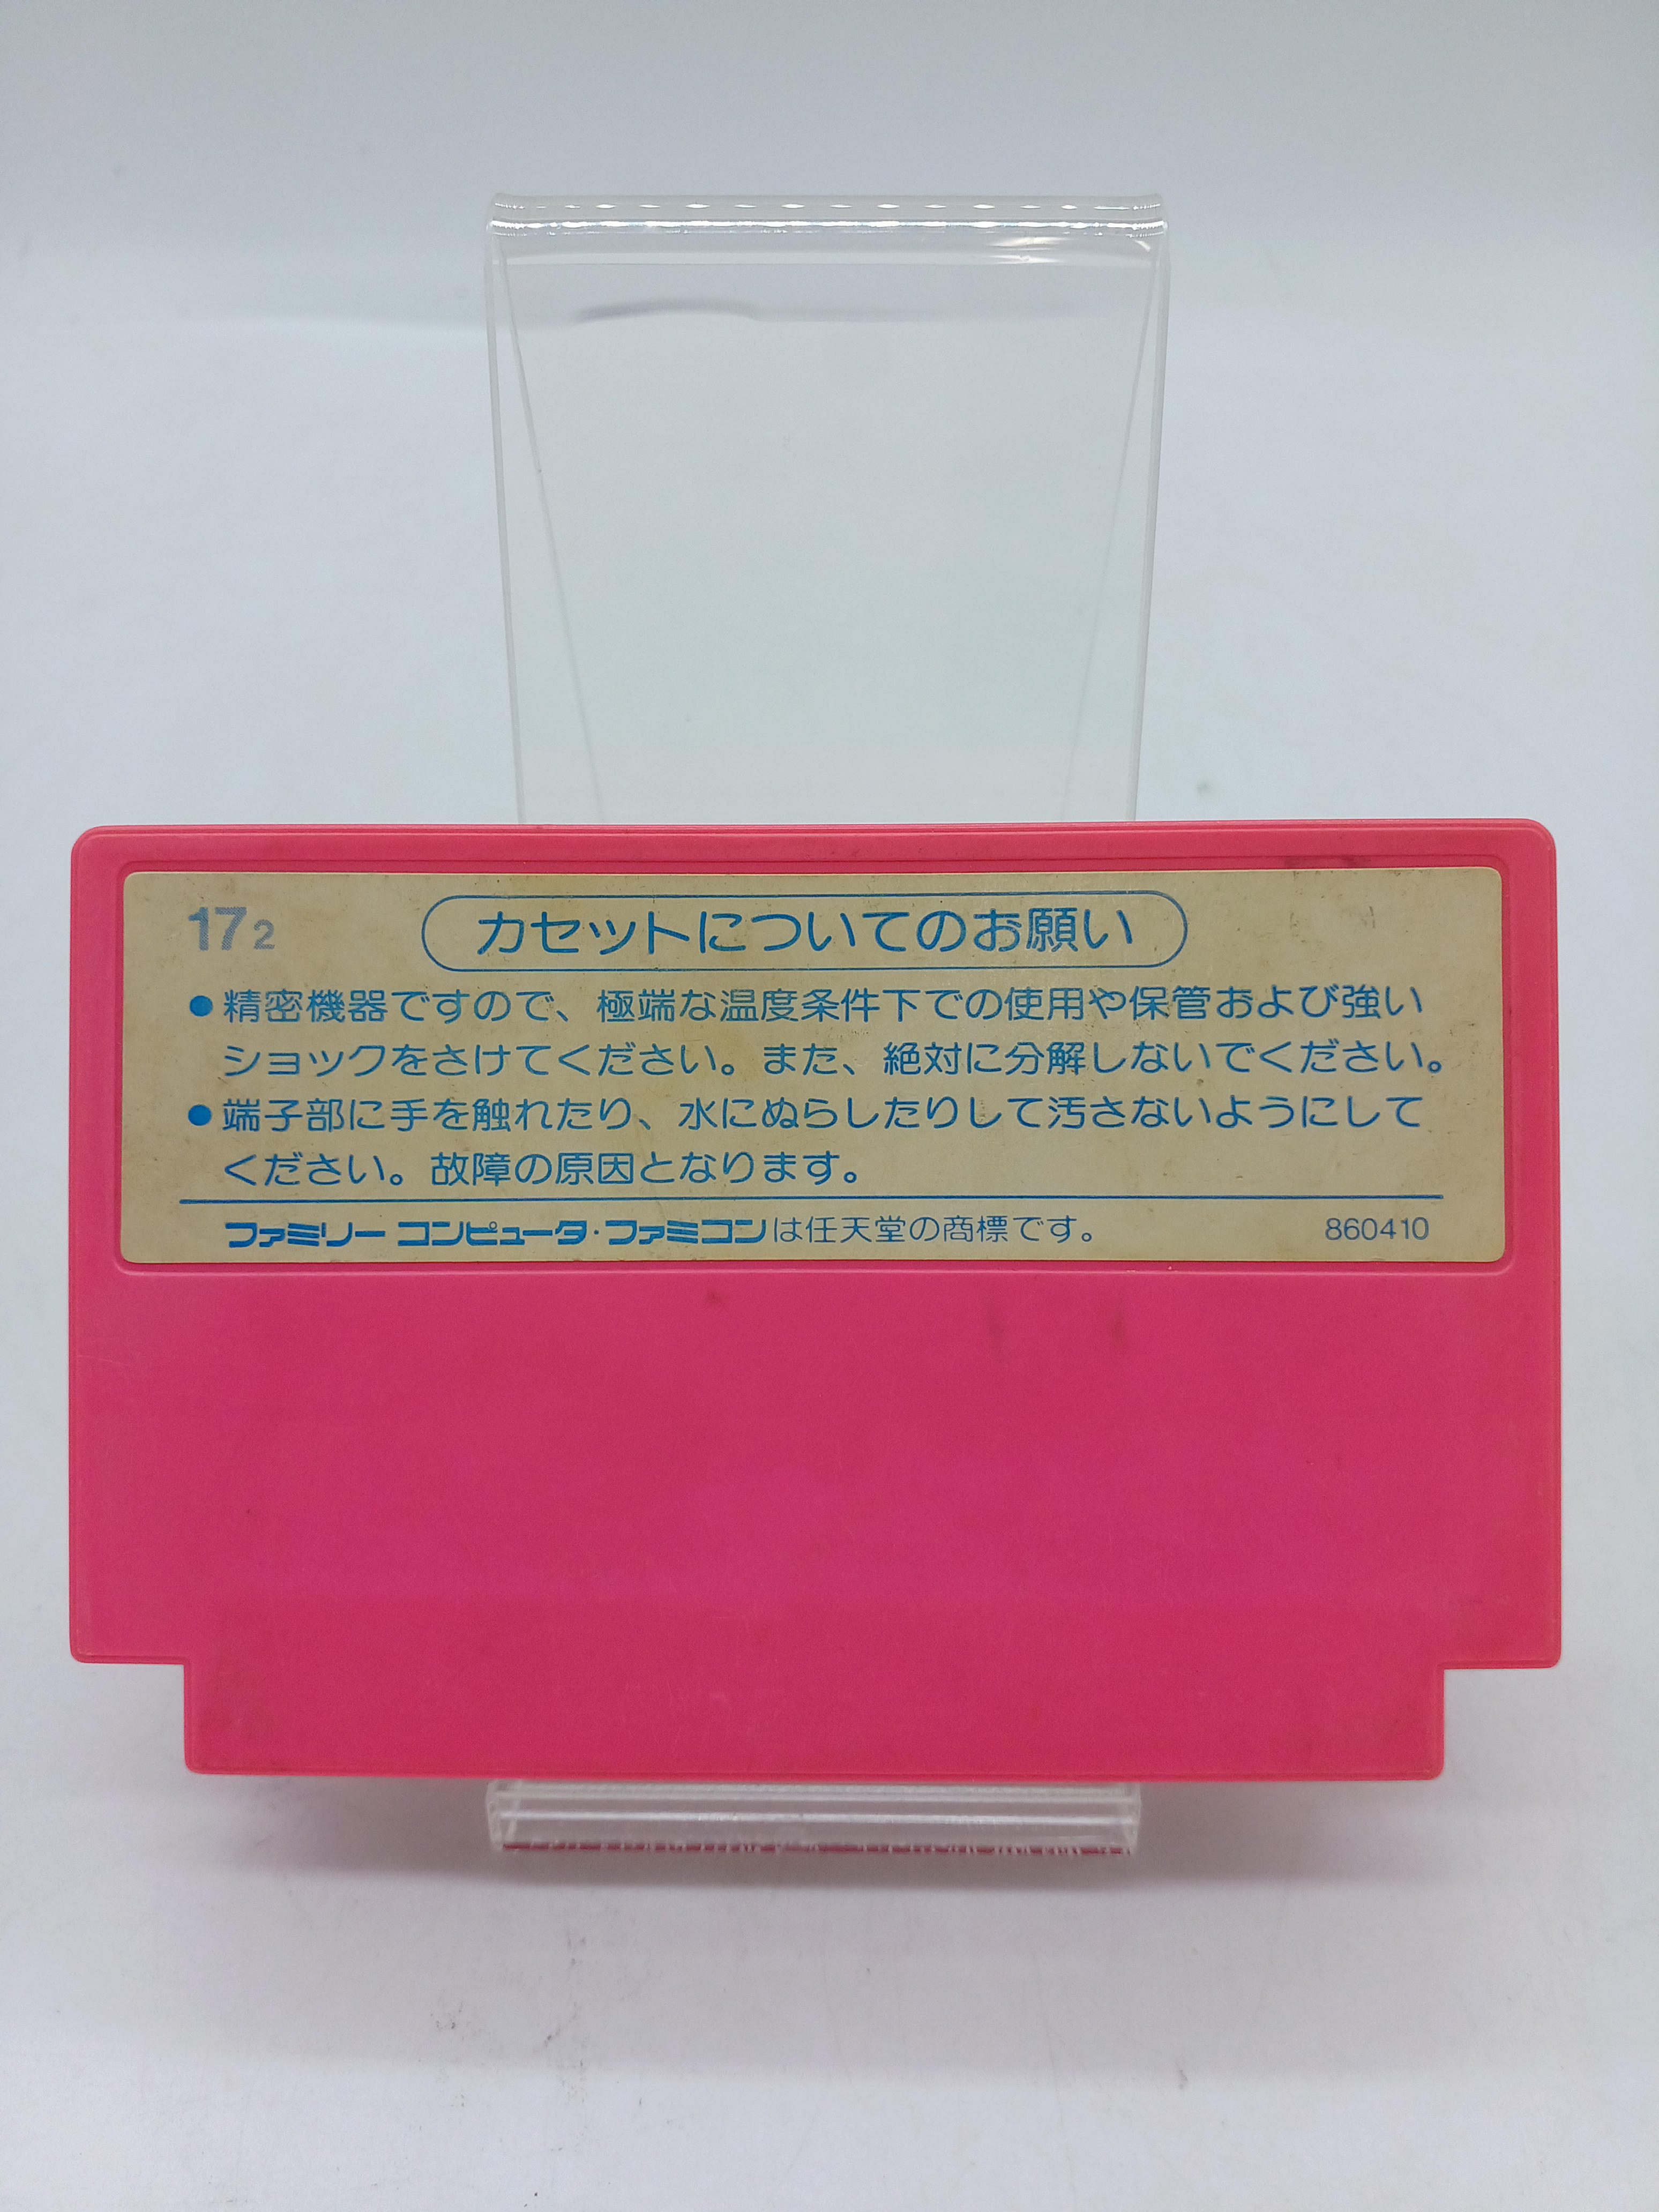 172
カセットについてのお願い
●精密機器ですので、極端な温度条件下での使用や保管および強い
ショックをさけてください。また、絶対に分解しないでください。
●端子部に手を触れたり、水にぬらしたりして汚さないようにして
ください。故障の原因となります。
ファミリー コンピュータ・ファミコンは任天堂の商標です。 860410